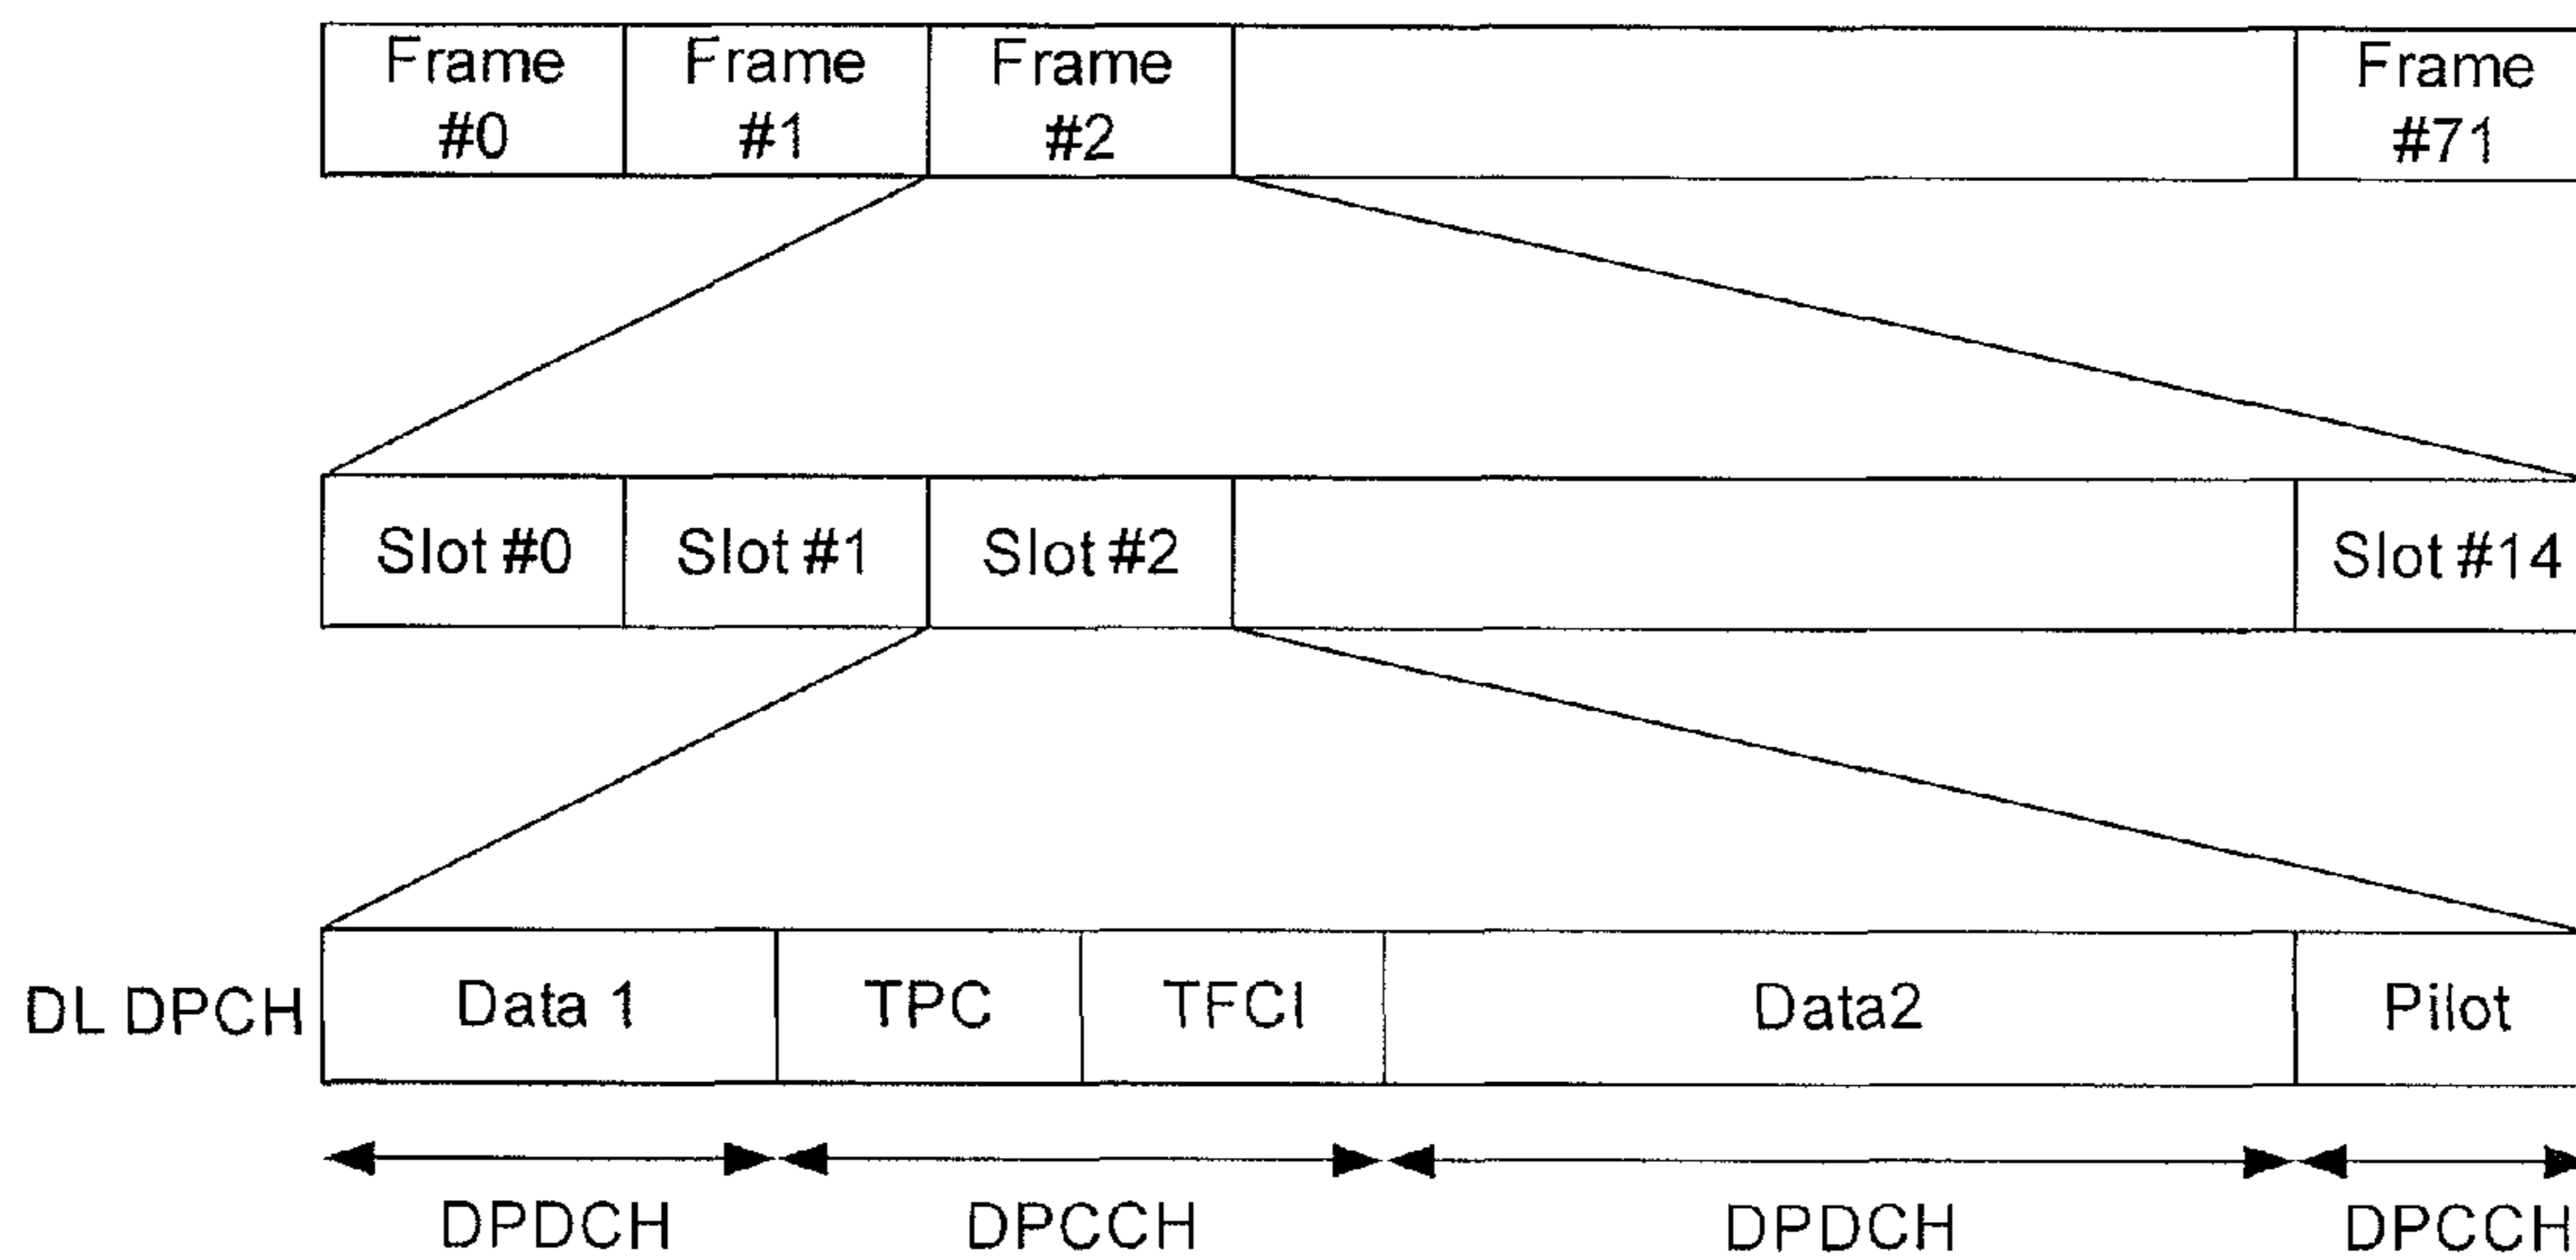 Frame #0
Frame #1
Frame #2
Frame #71
Slot #0
Slot #1
Slot #2
Slot #14
DL DPCH
Data 1
TPC
TFCI
Data2
Pilot
DPDCH
DPCCH
DPDCH
DPCCH